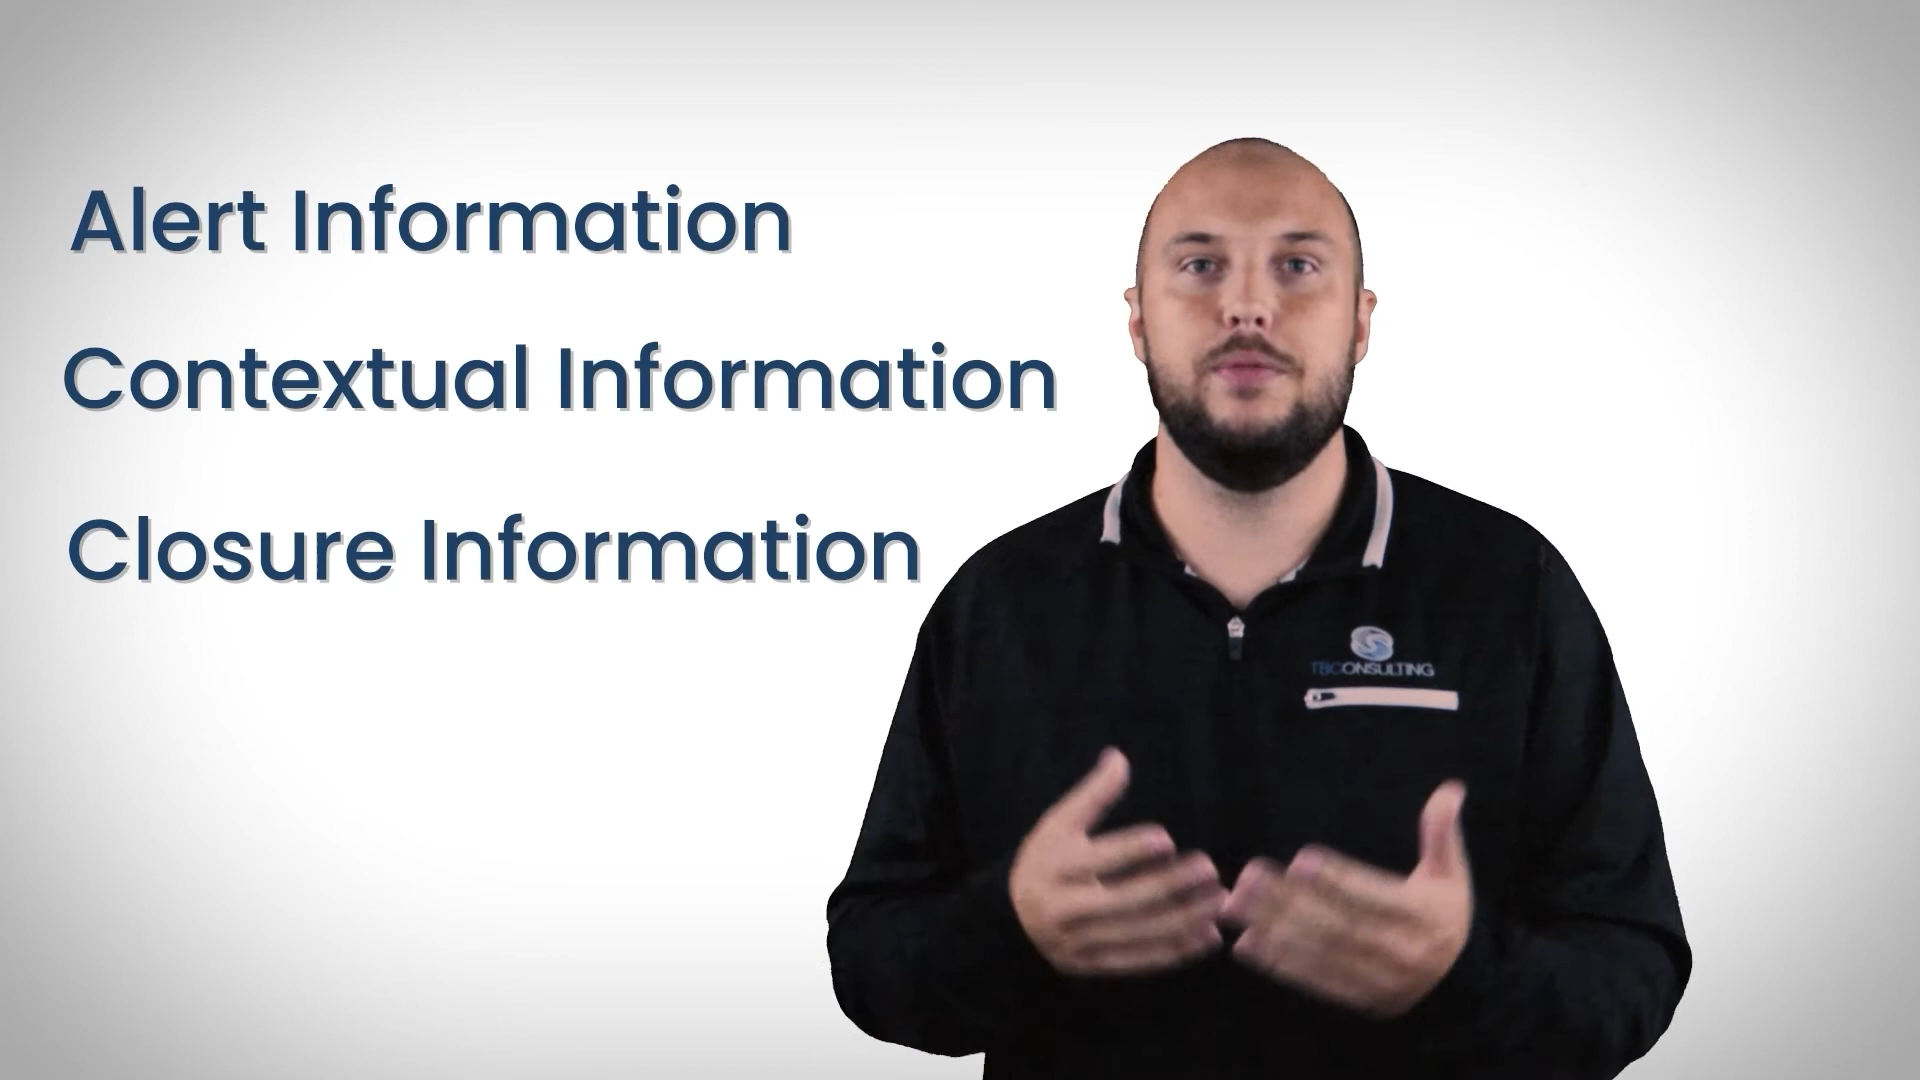 Alert Information
Contextual Information
Closure Information
TBCONSULTING